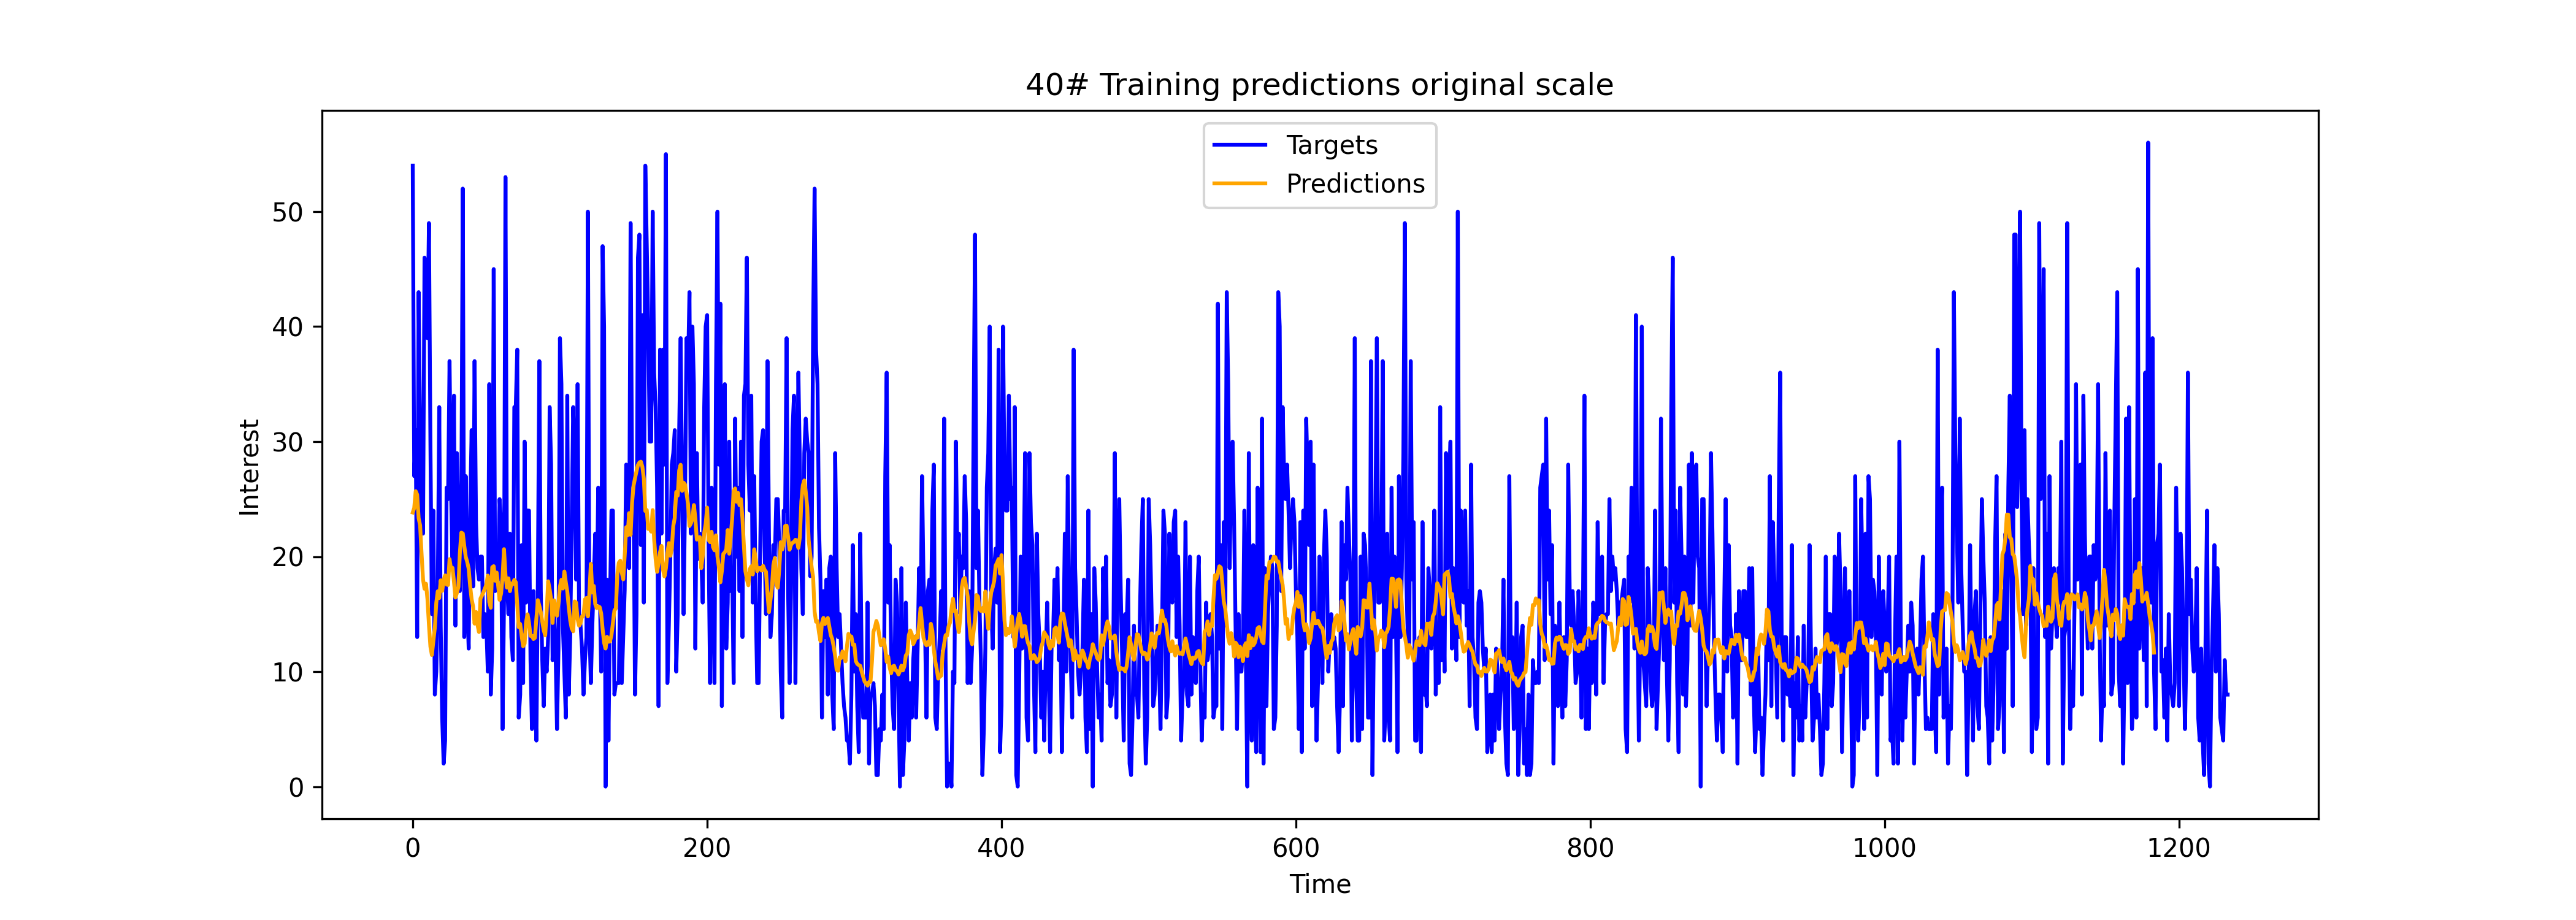 40# Training predictions original scale
Targets
Predictions
Interest
50
40
30
20
10
0
0 200 400 600 800 1000 1200
Time